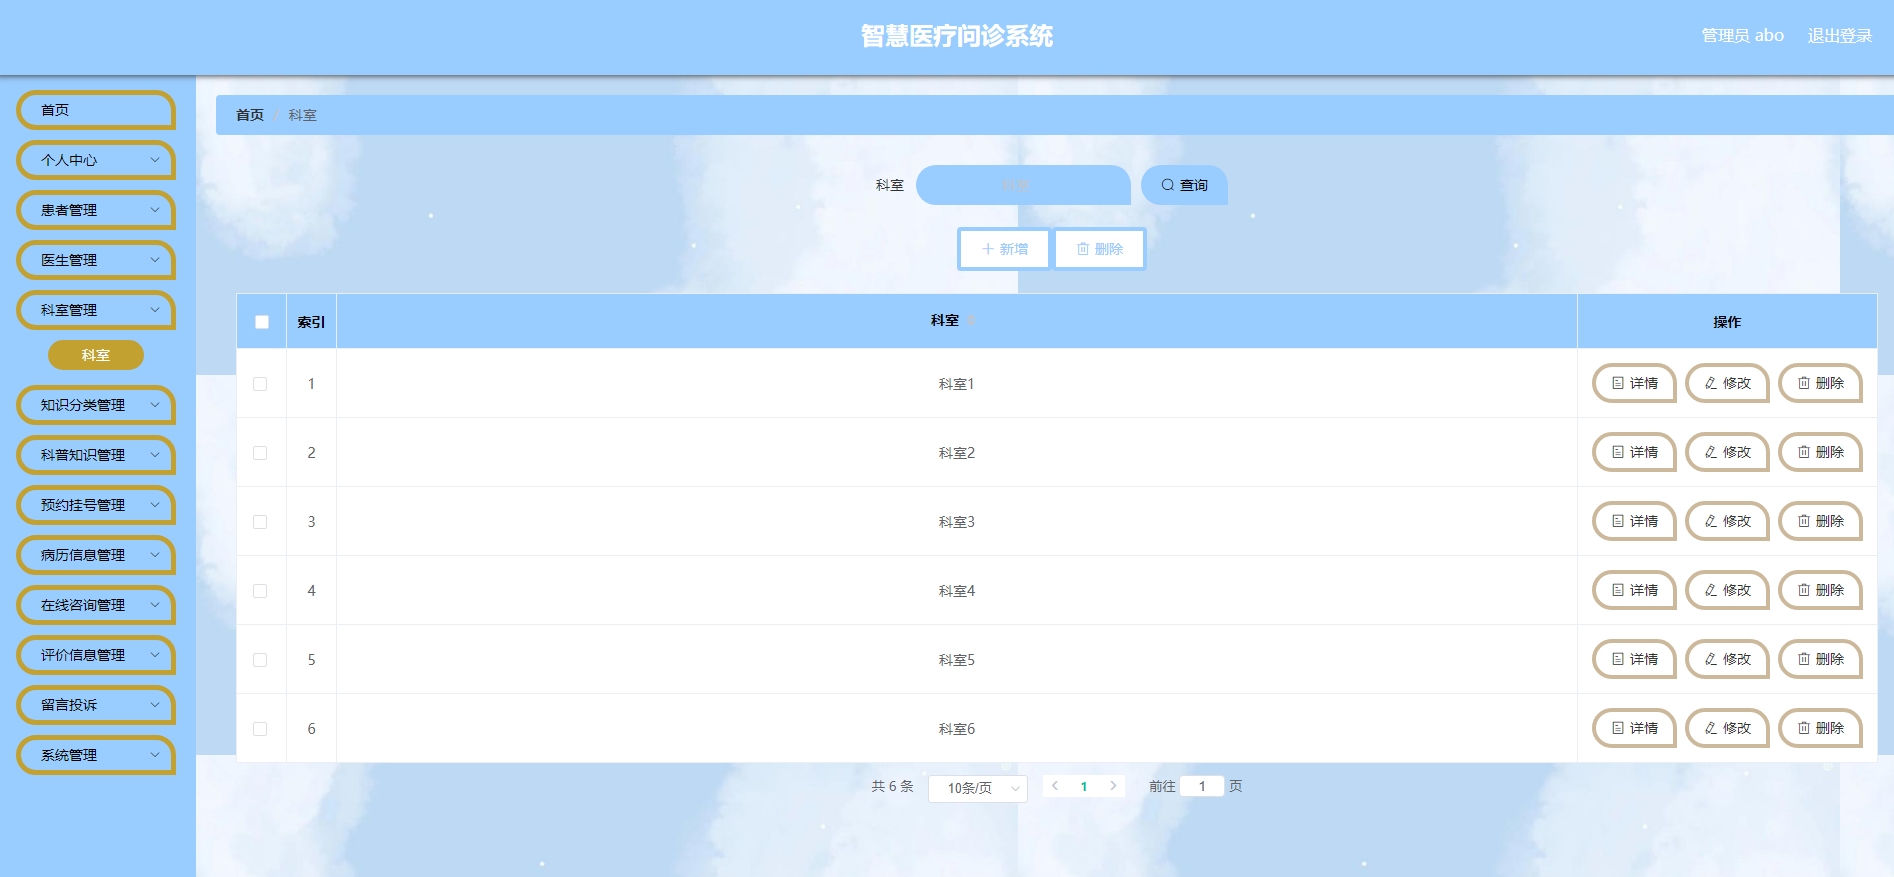 智慧医疗问诊系统
管理员 abo 退出登录
首页
个人中心
患者管理
医生管理
科室管理
科室
知识分类管理
科普知识管理
预约挂号管理
病历信息管理
在线咨询管理
评价信息管理
留言投诉
系统管理
首页 / 科室
科室 科室 查询
新增 删除
索引 科室 操作
1 科室1 详情 修改 删除
2 科室2 详情 修改 删除
3 科室3 详情 修改 删除
4 科室4 详情 修改 删除
5 科室5 详情 修改 删除
6 科室6 详情 修改 删除
共 6 条 10条/页 1 前往 1 页